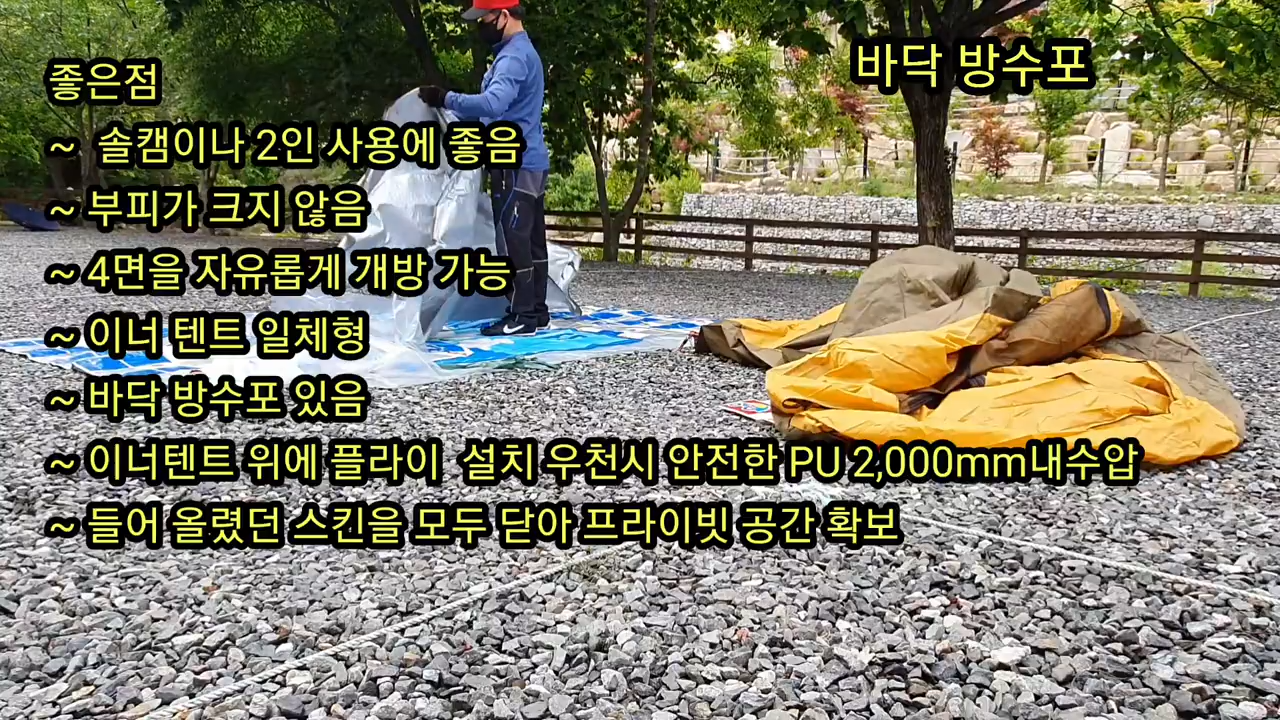 바닥 방수포
좋은점
~ 솔캠이나 2인 사용에 좋음
~ 부피가 크지 않음
~ 4면을 자유롭게 개방 가능
~ 이너 텐트 일체형
~ 바닥 방수포 있음
~ 이너텐트 위에 플라이 설치 우천시 안전한 PU 2,000mm내수압
~ 들어 올렸던 스킨을 모두 닫아 프라이빗 공간 확보